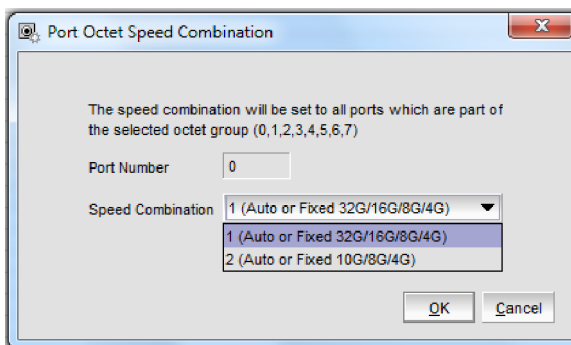 Port Octet Speed Combination
The speed combination will be set to all ports which are part of
the selected octet group (0,1,2,3,4,5,6,7)
Port Number 0
Speed Combination 1 (Auto or Fixed 32G/16G/8G/4G)
1 (Auto or Fixed 32G/16G/8G/4G)
2 (Auto or Fixed 10G/8G/4G)
OK Cancel